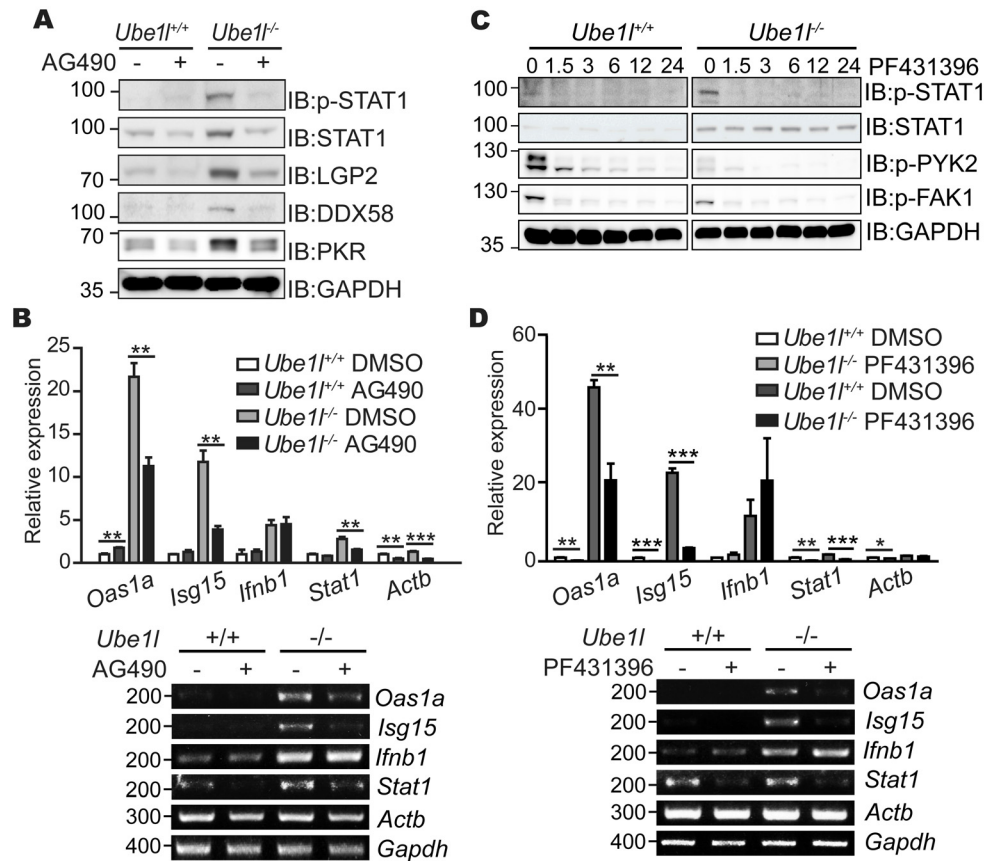 A
Ube1l+/+ Ube1l-/-
AG490 - + - +
100 IB:p-STAT1
100 IB:STAT1
70 IB:LGP2
100 IB:DDX58
70 IB:PKR
35 IB:GAPDH
C
Ube1l+/+ Ube1l-/-
0 1.5 3 6 12 24 0 1.5 3 6 12 24 PF431396
100 IB:p-STAT1
100 IB:STAT1
130 IB:p-PYK2
130 IB:p-FAK1
35 IB:GAPDH
B
Relative expression
25
20
15
10
5
0
** ** ** ** ** ***
Ube1l+/+ DMSO
Ube1l+/+ AG490
Ube1l-/- DMSO
Ube1l-/- AG490
Oas1a Isg15 Ifnb1 Stat1 Actb
Ube1l +/+ -/-
AG490 - + - +
200 Oas1a
200 Isg15
200 Ifnb1
200 Stat1
300 Actb
400 Gapdh
D
Relative expression
60
40
20
0
** ** *** *** ** *** *
Ube1l+/+ DMSO
Ube1l-/- PF431396
Ube1l+/+ DMSO
Ube1l-/- PF431396
Oas1a Isg15 Ifnb1 Stat1 Actb
Ube1l +/+ -/-
PF431396 - + - +
200 Oas1a
200 Isg15
200 Ifnb1
200 Stat1
300 Actb
400 Gapdh